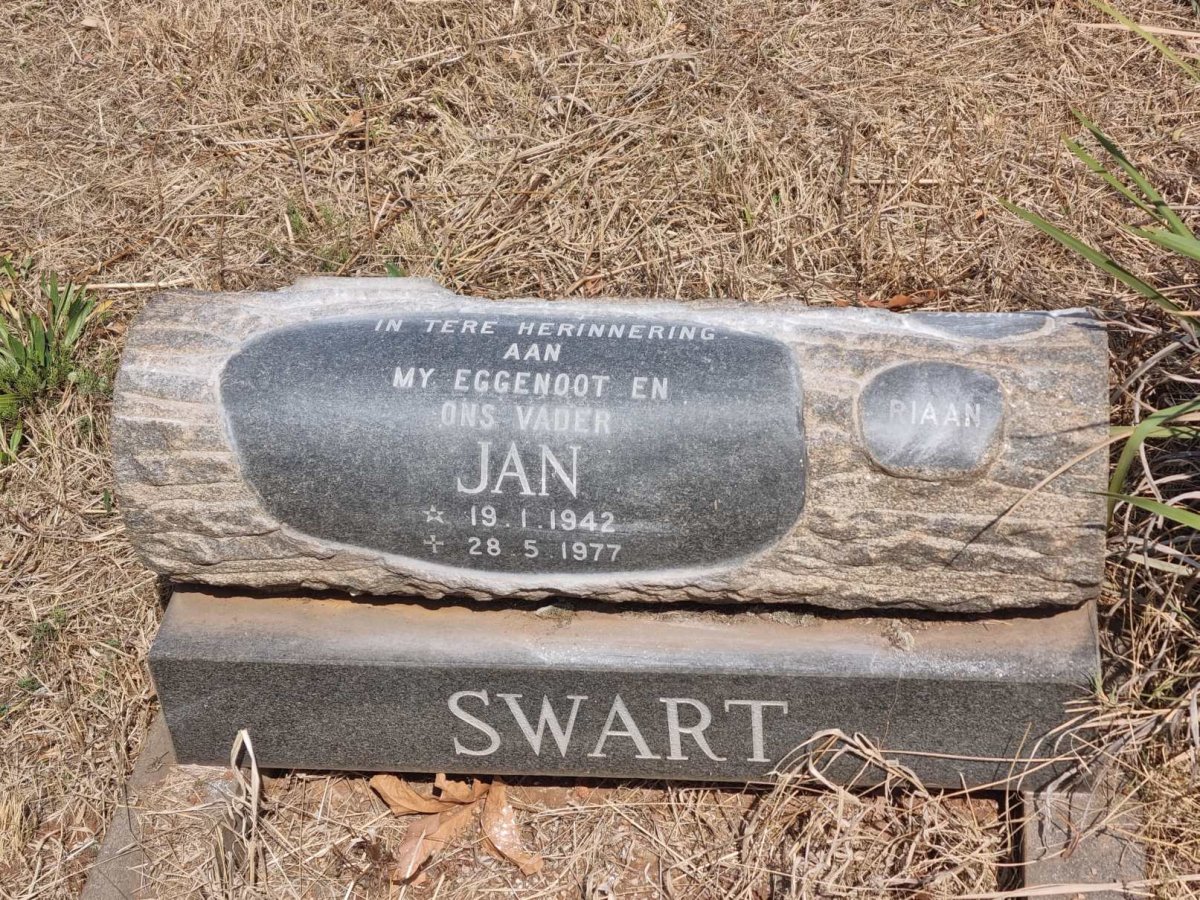 IN TERE HERINNERING
AAN
MY EGGENOOT EN
ONS VADER
JAN
☆ 19.1.1942
✝ 28 5 1977
RIAAN
SWART